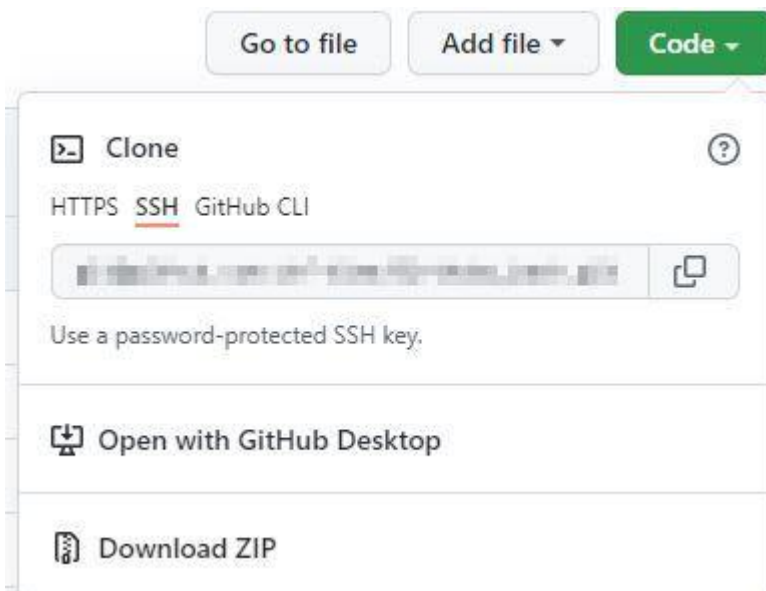 Go to file Add file Code
Clone
HTTPS SSH GitHub CLI
Use a password-protected SSH key.
Open with GitHub Desktop
Download ZIP